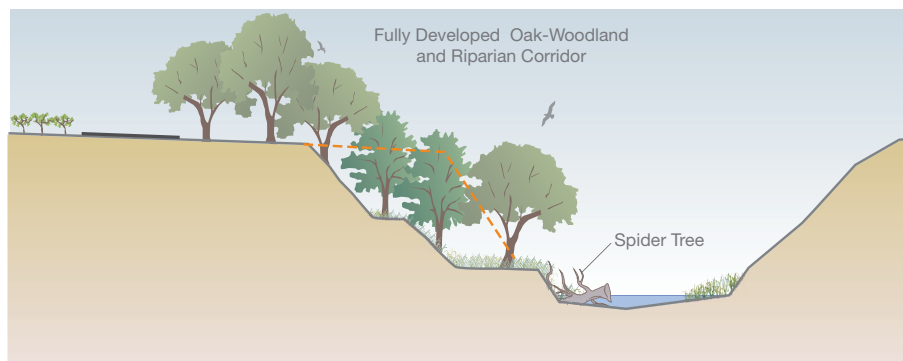 Fully Developed Oak-Woodland
and Riparian Corridor
Spider Tree